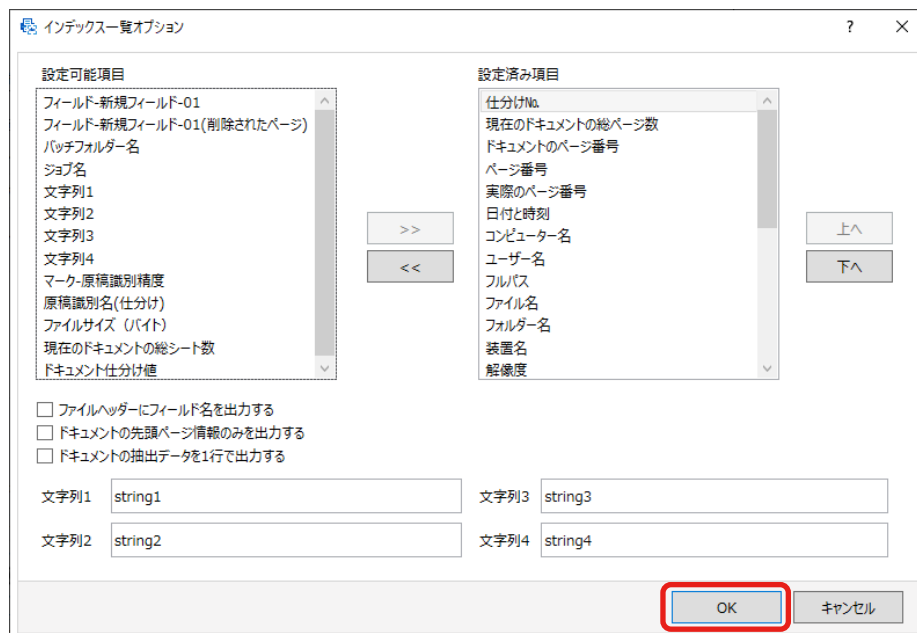 インデックス一覧オプション
設定可能項目
フィールド-新規フィールド-01
フィールド-新規フィールド-01(削除されたページ)
バッチフォルダー名
ジョブ名
文字列1
文字列2
文字列3
文字列4
マーク-原稿識別精度
原稿識別名(仕分け)
ファイルサイズ（バイト）
現在のドキュメントの総シート数
ドキュメント仕分け値
>>
<<
設定済み項目
仕分けNo.
現在のドキュメントの総ページ数
ドキュメントのページ番号
ページ番号
実際のページ番号
日付と時刻
コンピューター名
ユーザー名
フルパス
ファイル名
フォルダー名
装置名
解像度
上へ
下へ
ファイルヘッダーにフィールド名を出力する
ドキュメントの先頭ページ情報のみを出力する
ドキュメントの抽出データを1行で出力する
文字列1 string1
文字列3 string3
文字列2 string2
文字列4 string4
OK
キャンセル